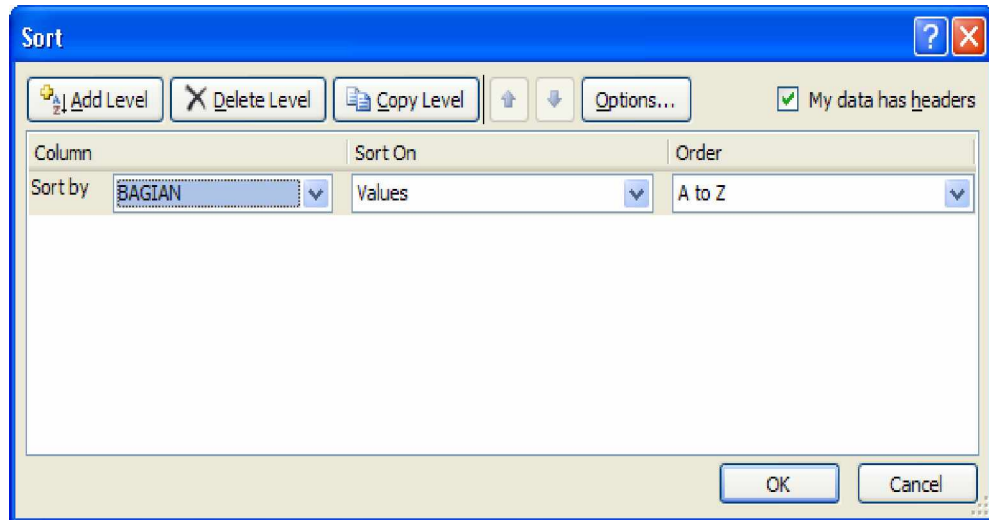 Sort
Add Level Delete Level Copy Level Options... My data has headers
Column Sort On Order
Sort by BAGIAN Values A to Z
OK Cancel